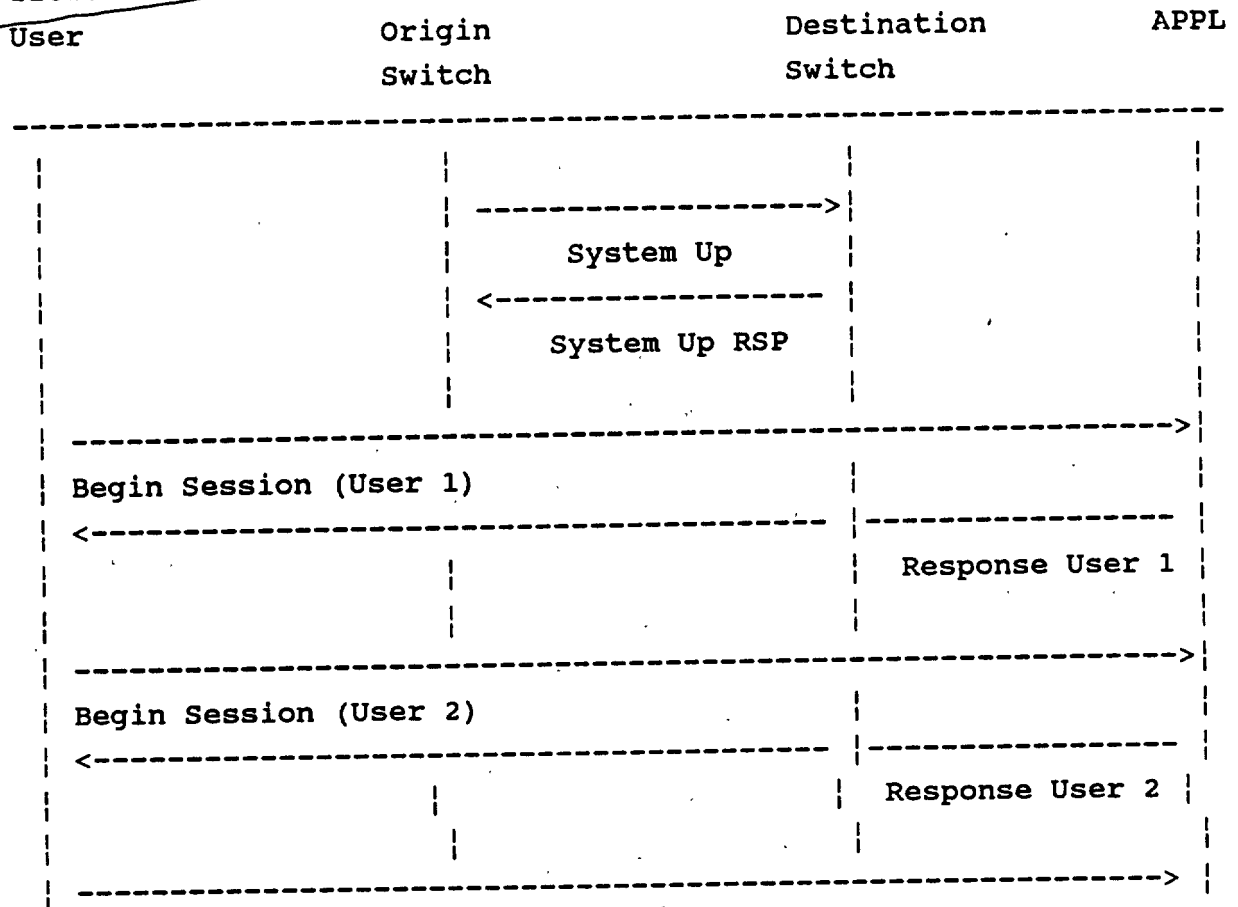 User Origin Destination APPL
Switch Switch
System Up
System Up RSP
Begin Session (User 1)
Response User 1
Begin Session (User 2)
Response User 2